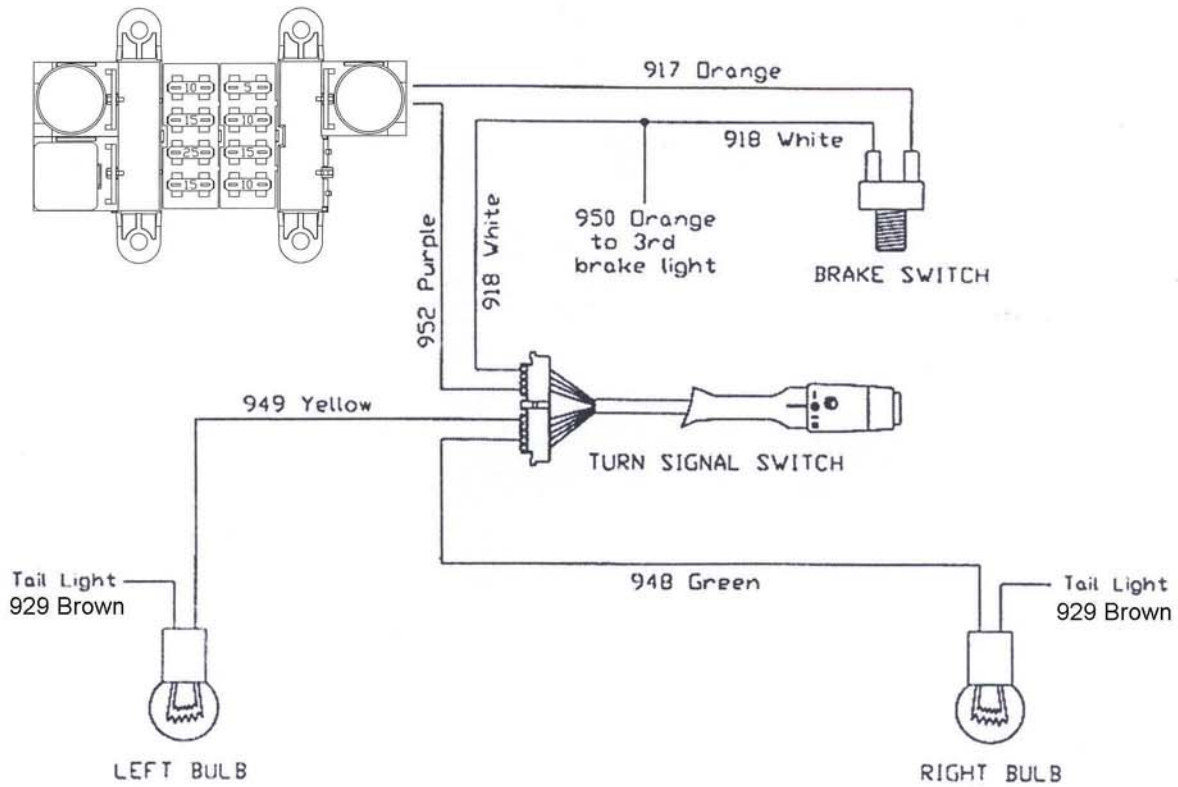 10 5
15 10
25 15
15 10
917 Orange
918 White
950 Orange
to 3rd
brake light
BRAKE SWITCH
952 Purple
918 White
949 Yellow
TURN SIGNAL SWITCH
948 Green
Tail Light
929 Brown
Tail Light
929 Brown
LEFT BULB
RIGHT BULB